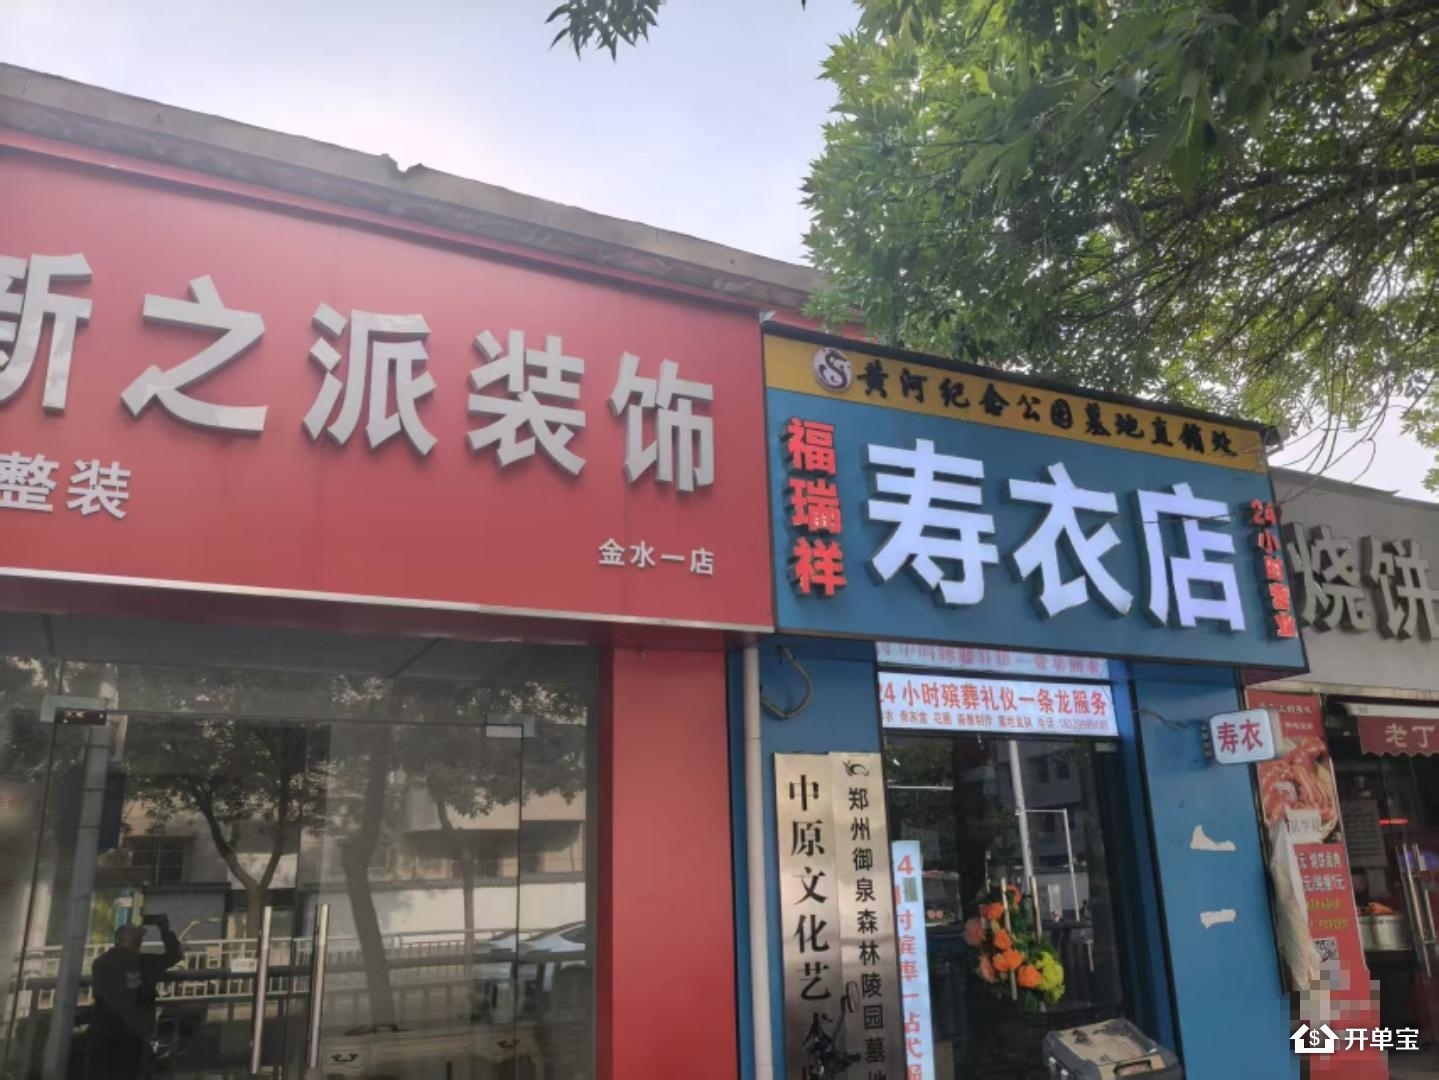 新之派装饰
整装
金水一店
黄河纪念公园墓地直销处
福瑞祥
寿衣店
24小时营业
24小时殡葬礼仪一条龙服务
寿衣
中原文化艺术
郑州御泉森林陵园墓地
烧饼
老丁
开单宝